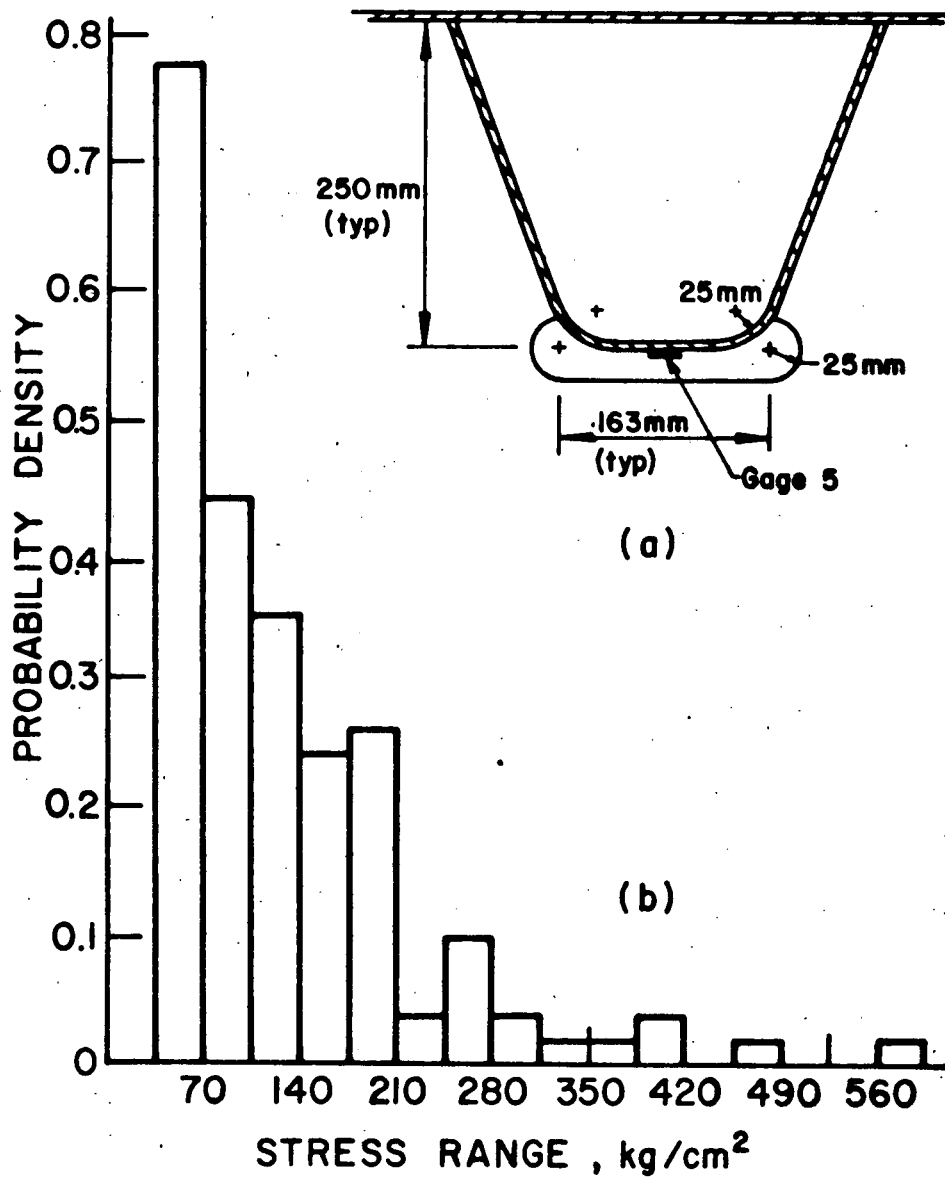 0.8
0.7
0.6
0.5
0.4
0.3
0.2
0.1
0
PROBABILITY DENSITY
250mm
(typ)
25mm
25mm
163mm
(typ)
Gage 5
(a)
(b)
70 140 210 280 350 420 490 560
STRESS RANGE , kg/cm²